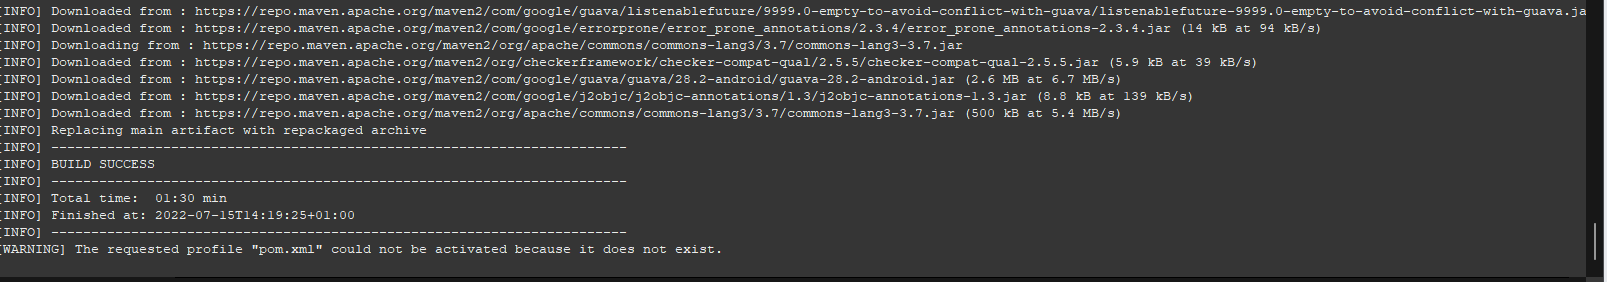 [INFO] Downloaded from : https://repo.maven.apache.org/maven2/com/google/guava/listenablefuture/9999.0-empty-to-avoid-conflict-with-guava/listenablefuture-9999.0-empty-to-avoid-conflict-with-guava.ja
[INFO] Downloaded from : https://repo.maven.apache.org/maven2/com/google/errorprone/error_prone_annotations/2.3.4/error_prone_annotations-2.3.4.jar (14 kB at 94 kB/s)
[INFO] Downloading from : https://repo.maven.apache.org/maven2/org/apache/commons/commons-lang3/3.7/commons-lang3-3.7.jar
[INFO] Downloaded from : https://repo.maven.apache.org/maven2/org/checkerframework/checker-compat-qual/2.5.5/checker-compat-qual-2.5.5.jar (5.9 kB at 39 kB/s)
[INFO] Downloaded from : https://repo.maven.apache.org/maven2/com/google/guava/guava/28.2-android/guava-28.2-android.jar (2.6 MB at 6.7 MB/s)
[INFO] Downloaded from : https://repo.maven.apache.org/maven2/com/google/j2objc/j2objc-annotations/1.3/j2objc-annotations-1.3.jar (8.8 kB at 139 kB/s)
[INFO] Downloaded from : https://repo.maven.apache.org/maven2/org/apache/commons/commons-lang3/3.7/commons-lang3-3.7.jar (500 kB at 5.4 MB/s)
[INFO] Replacing main artifact with repackaged archive
[INFO] ------------------------------------------------------------------------
[INFO] BUILD SUCCESS
[INFO] ------------------------------------------------------------------------
[INFO] Total time:  01:30 min
[INFO] Finished at: 2022-07-15T14:19:25+01:00
[INFO] ------------------------------------------------------------------------
[WARNING] The requested profile "pom.xml" could not be activated because it does not exist.